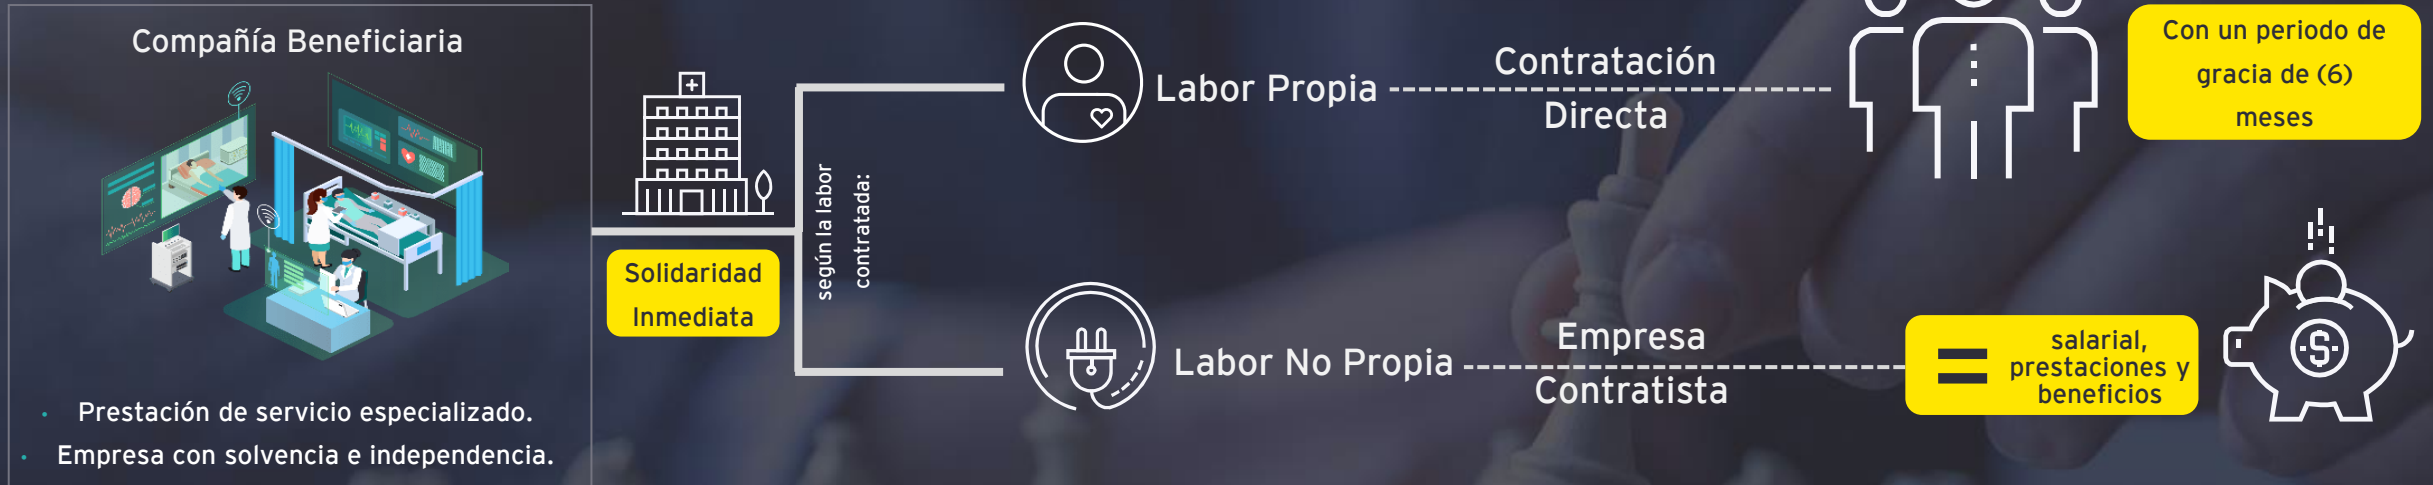 Compañía Beneficiaria
• Prestación de servicio especializado.
• Empresa con solvencia e independencia.
Solidaridad
Inmediata
según la labor
contratada:
Labor Propia
Contratación
Directa
Con un periodo de
gracia de (6)
meses
Labor No Propia
Empresa
Contratista
=
salarial,
prestaciones y
beneficios
$